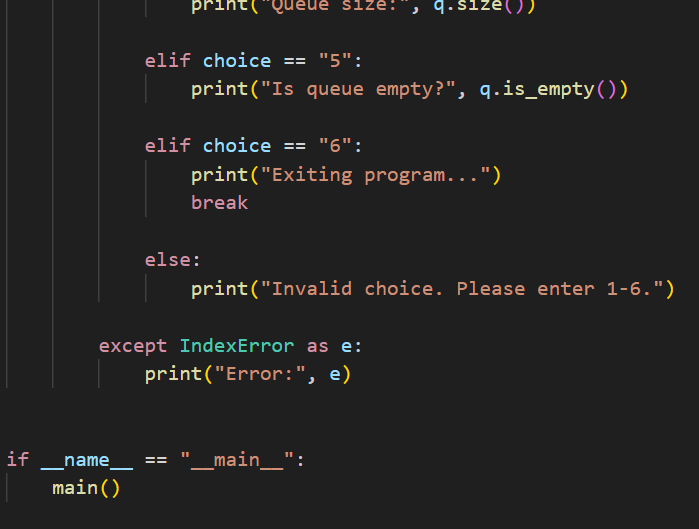 print("Queue size:", q.size())
elif choice == "5":
print("Is queue empty?", q.is_empty())
elif choice == "6":
print("Exiting program...")
break
else:
print("Invalid choice. Please enter 1-6.")
except IndexError as e:
print("Error:", e)
if __name__ == "__main__":
main()